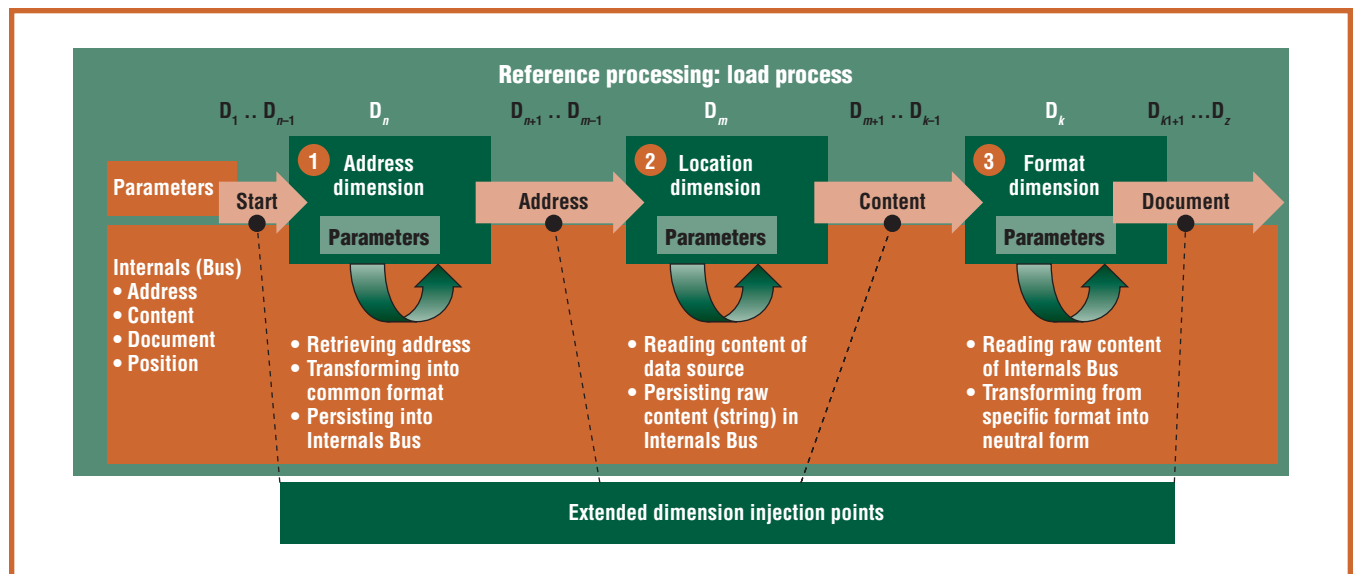 Reference processing: load process
D1 .. Dn–1
Dn
Dn+1 .. Dm–1
Dm
Dm+1 .. Dk–1
Dk
Dk1+1 ...Dz
Parameters
Start
1
Address
dimension
Parameters
Address
2
Location
dimension
Parameters
Content
3
Format
dimension
Parameters
Document
Internals (Bus)
• Address
• Content
• Document
• Position
• Retrieving address
• Transforming into
common format
• Persisting into
Internals Bus
• Reading content of
data source
• Persisting raw
content (string) in
Internals Bus
• Reading raw content
of Internals Bus
• Transforming from
specific format into
neutral form
Extended dimension injection points